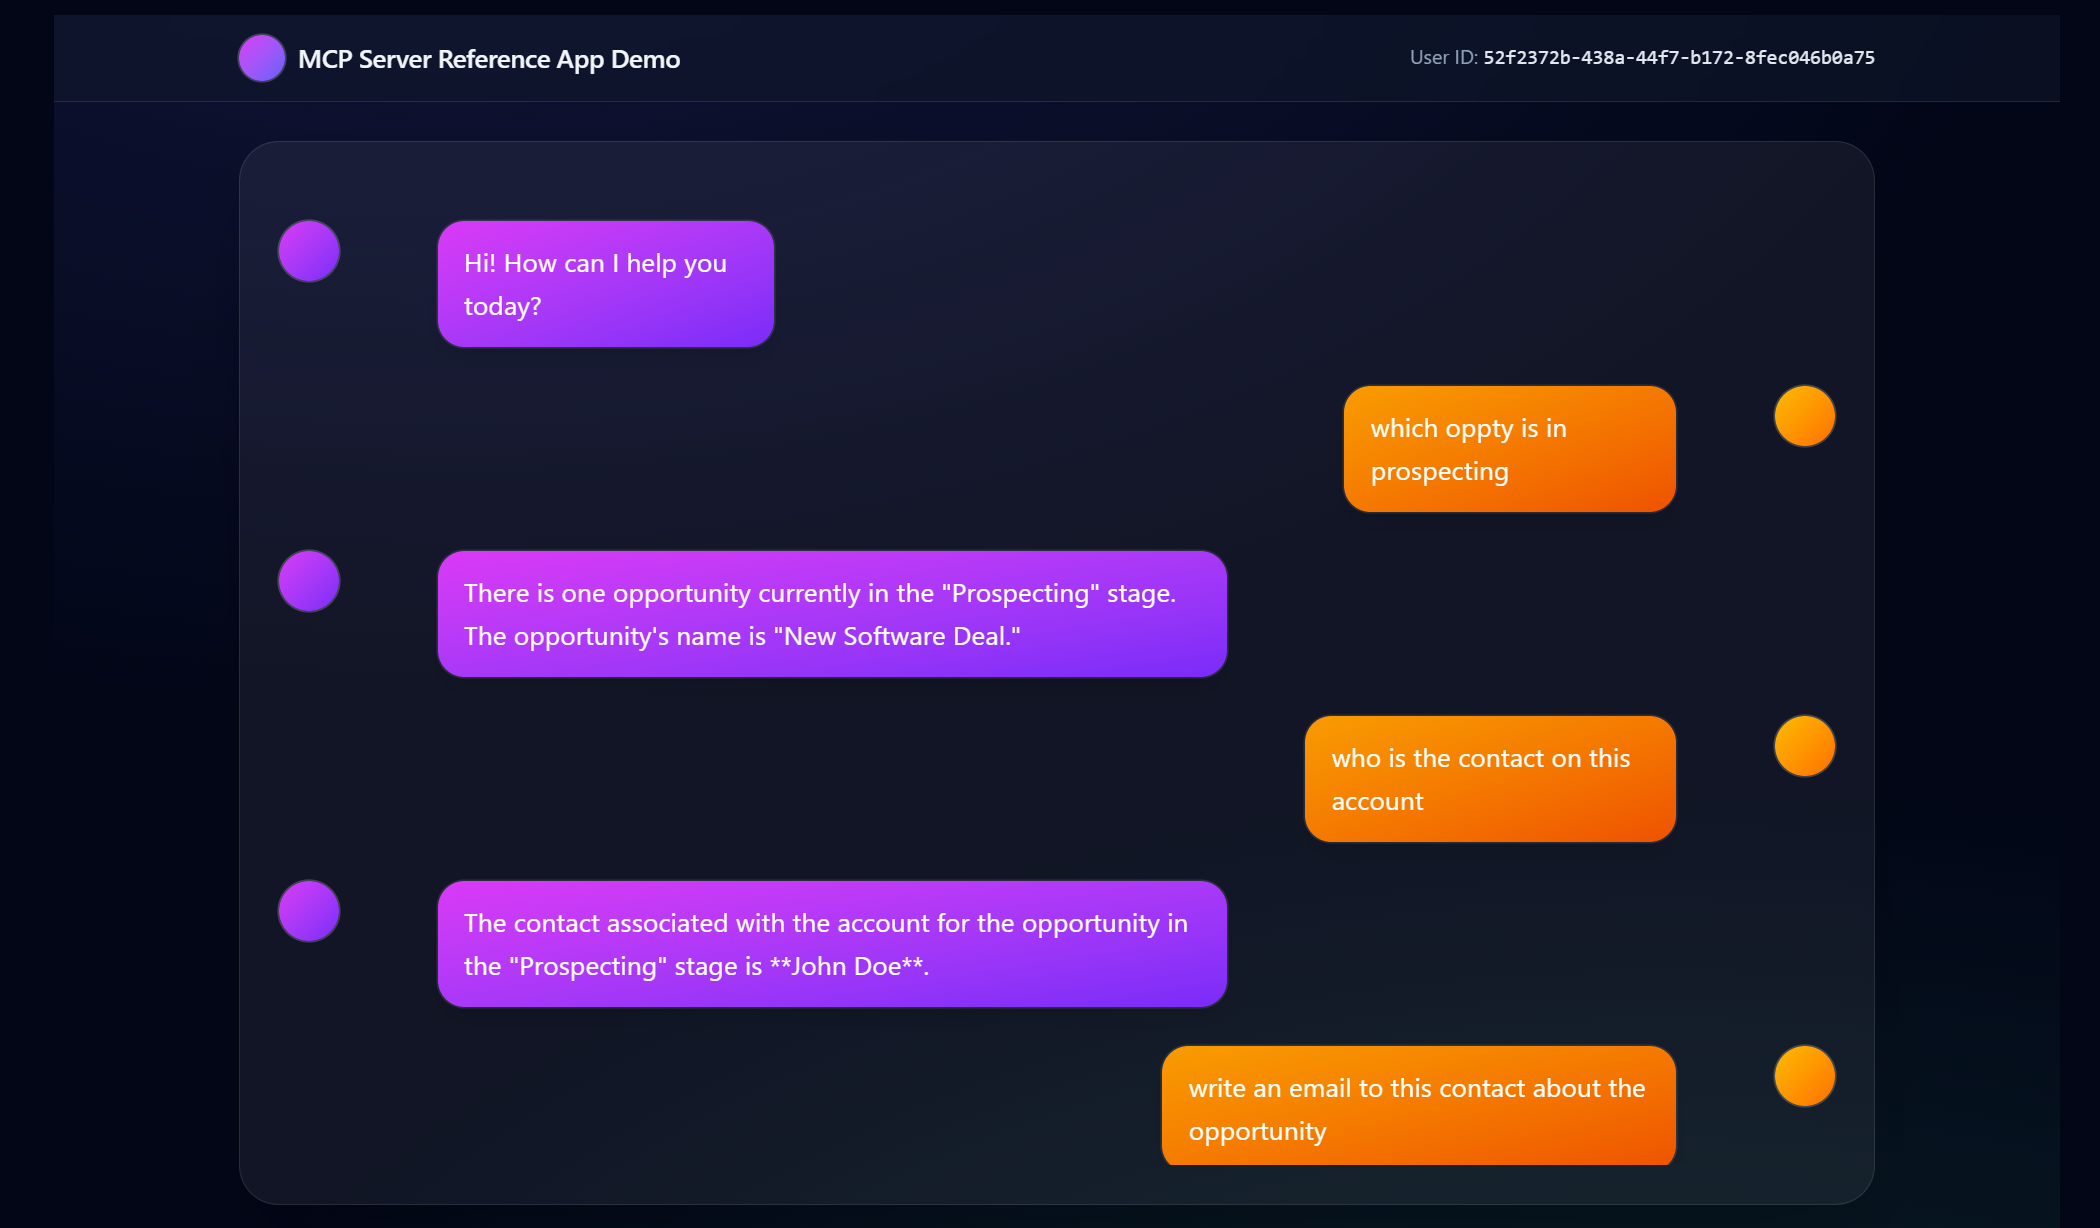 MCP Server Reference App Demo
User ID: 52f2372b-438a-44f7-b172-8fec046b0a75
Hi! How can I help you
today?
which oppty is in
prospecting
There is one opportunity currently in the "Prospecting" stage.
The opportunity's name is "New Software Deal."
who is the contact on this
account
The contact associated with the account for the opportunity in
the "Prospecting" stage is **John Doe**.
write an email to this contact about the
opportunity